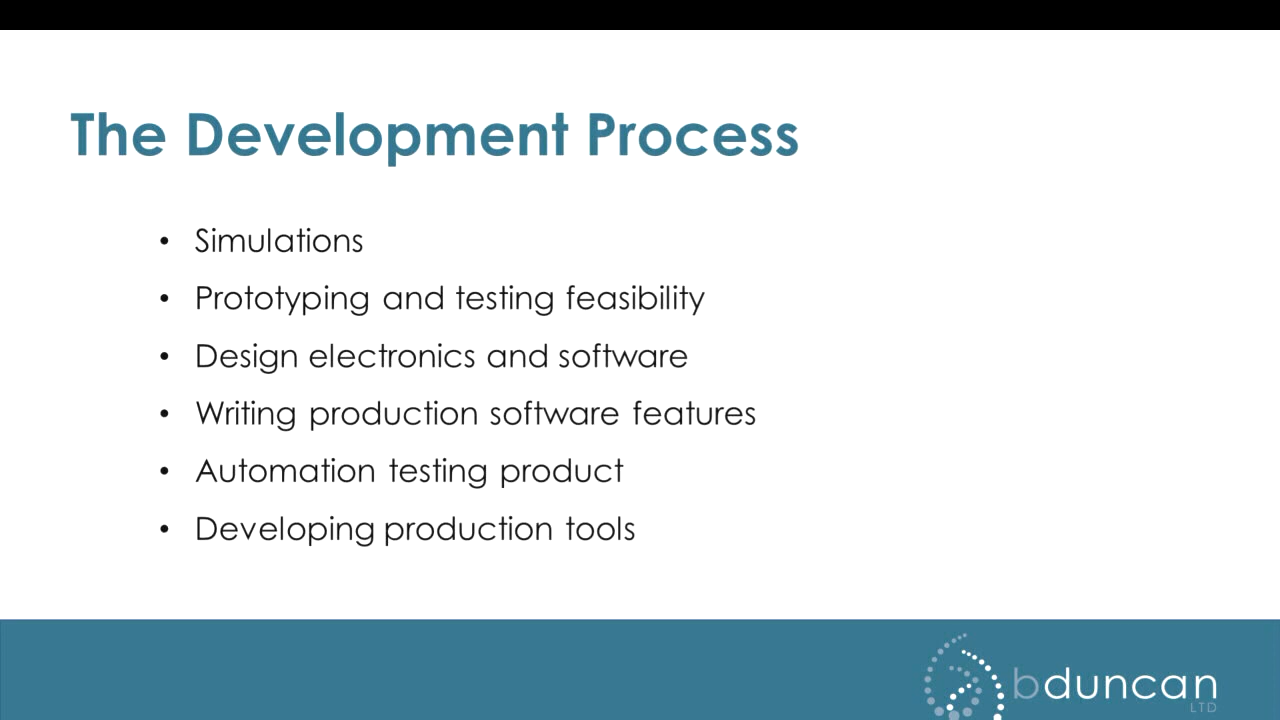 The Development Process
• Simulations
• Prototyping and testing feasibility
• Design electronics and software
• Writing production software features
• Automation testing product
• Developing production tools
bduncan
LTD